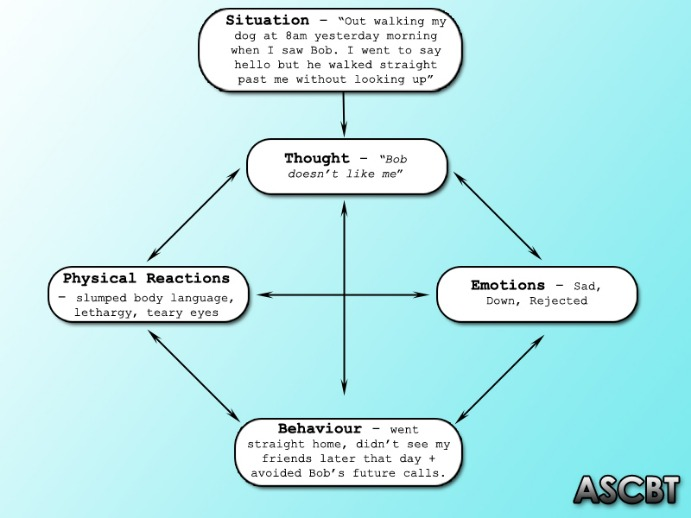 Situation – “Out walking my
dog at 8am yesterday morning
when I saw Bob. I went to say
hello but he walked straight
past me without looking up”
Thought – “Bob
doesn’t like me”
Physical Reactions
– slumped body language,
lethargy, teary eyes
Emotions – Sad,
Down, Rejected
Behaviour – went
straight home, didn’t see my
friends later that day +
avoided Bob’s future calls.
ASCBT